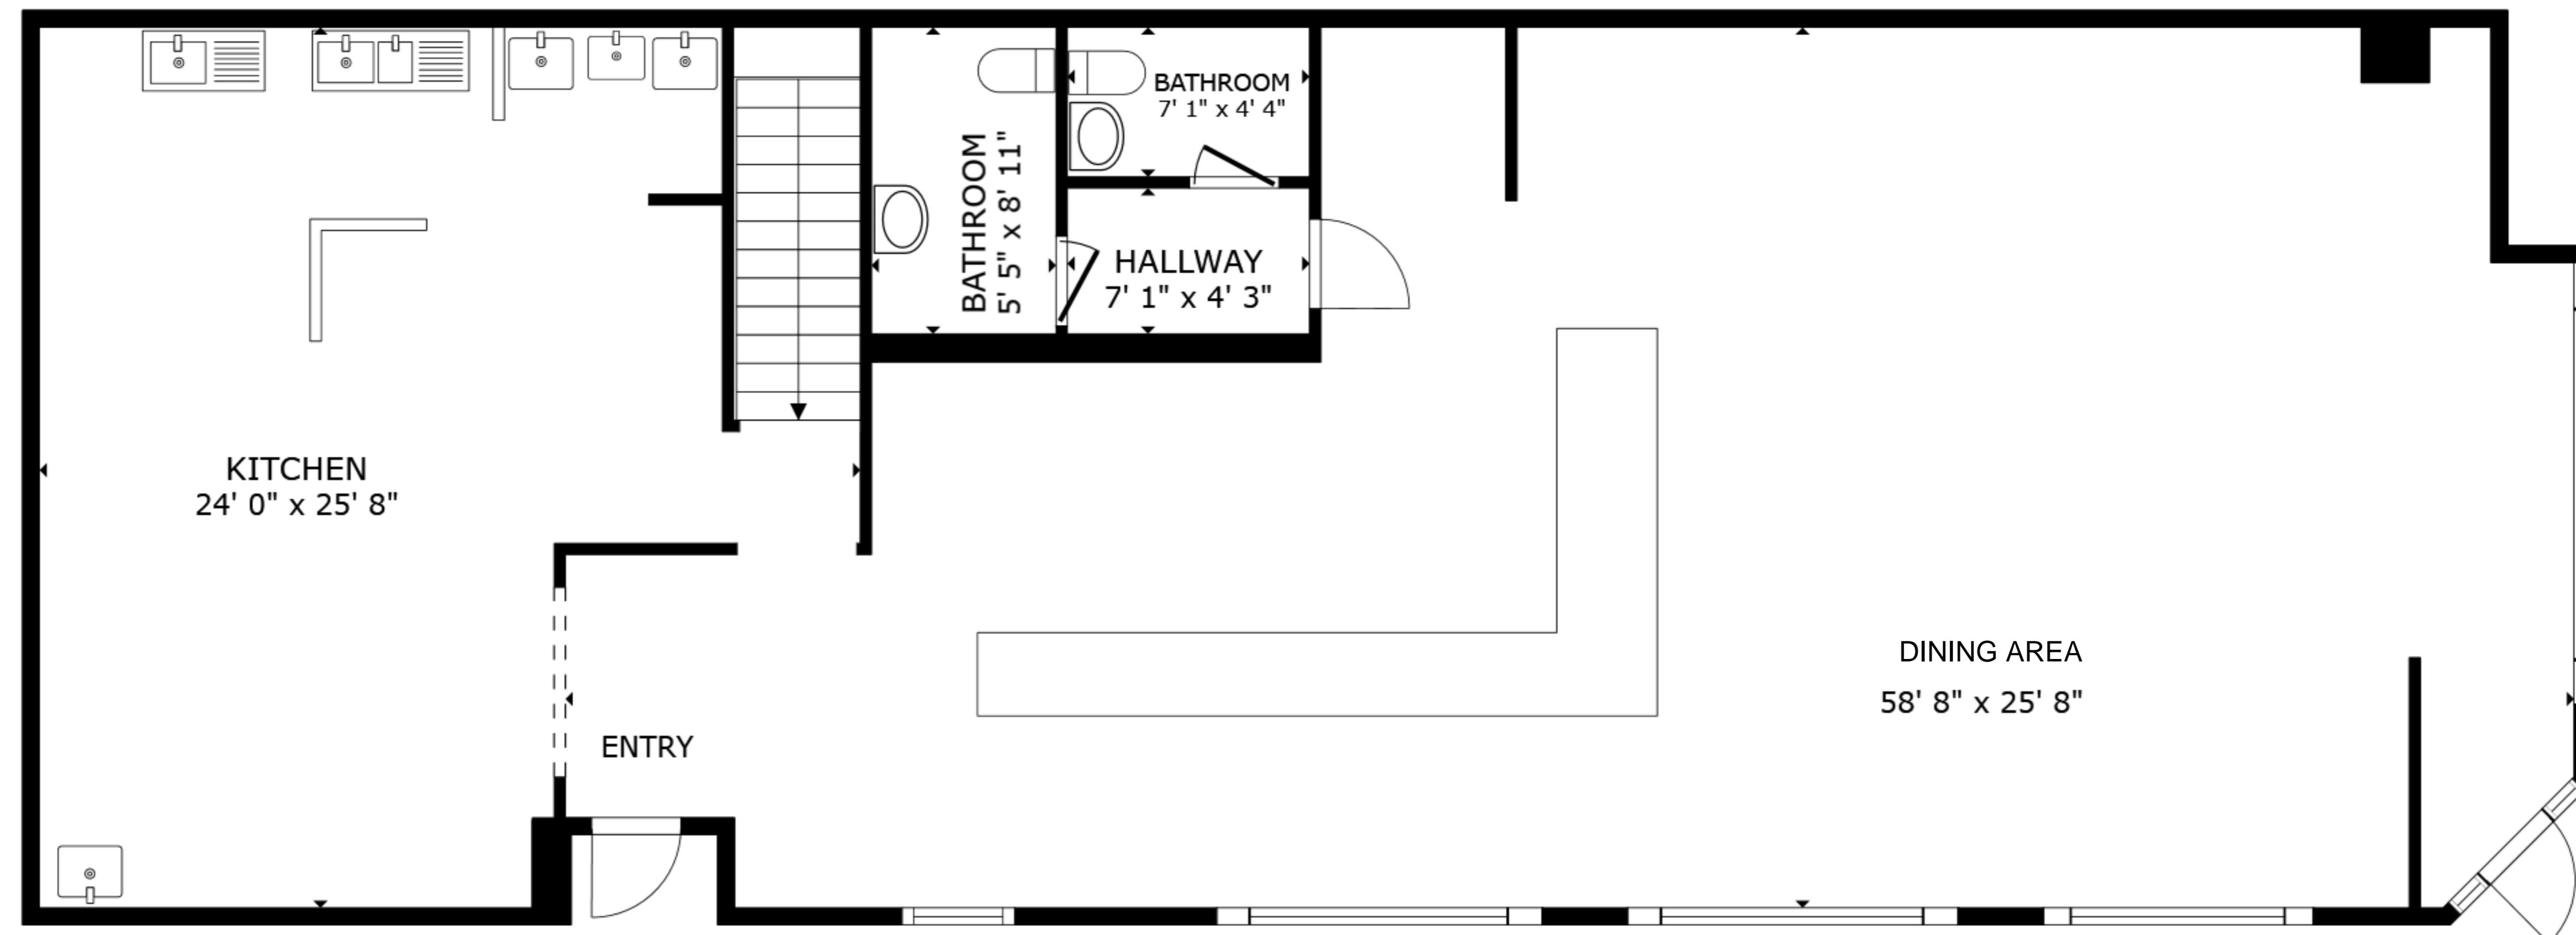 BATHROOM
7' 1" x 4' 4"
BATHROOM
5' 5" x 8' 11"
HALLWAY
7' 1" x 4' 3"
KITCHEN
24' 0" x 25' 8"
DINING AREA
58' 8" x 25' 8"
ENTRY